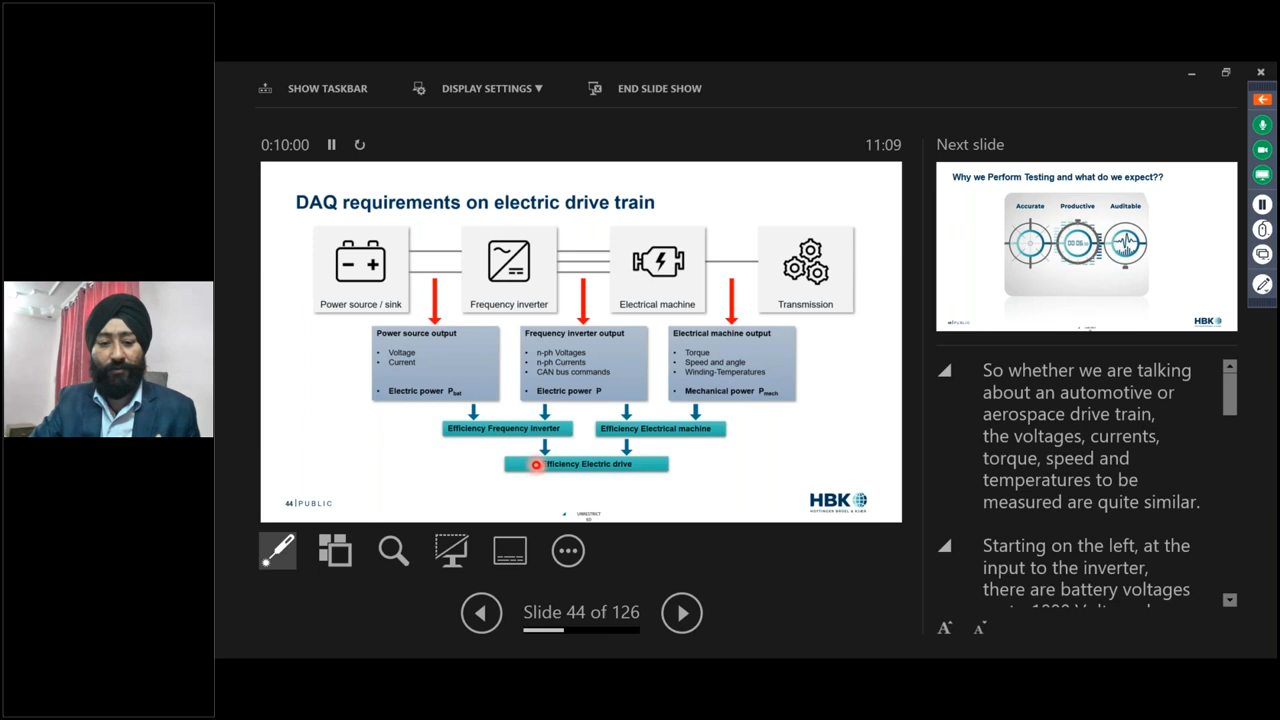 SHOW TASKBAR
DISPLAY SETTINGS ▼
END SLIDE SHOW
0:10:00
11:09
DAQ requirements on electric drive train
Power source / sink
Frequency inverter
Electrical machine
Transmission
Power source output
• Voltage
• Current
• Electric power Pbat
Frequency inverter output
• n-ph Voltages
• n-ph Currents
• CAN bus commands
• Electric power P
Electrical machine output
• Torque
• Speed and angle
• Winding-Temperatures
• Mechanical power Pmech
Efficiency Frequency inverter
Efficiency Electrical machine
fficiency Electric drive
44 | PUBLIC
UNRESTRICT
ED
HBK
HOTTINGER BRÜEL & KJÆR
Slide 44 of 126
Next slide
Why we Perform Testing and what do we expect??
Accurate
Productive
Auditable
PUBLIC
HBK
So whether we are talking
about an automotive or
aerospace drive train,
the voltages, currents,
torque, speed and
temperatures to be
measured are quite similar.
Starting on the left, at the
input to the inverter,
there are battery voltages
A
A